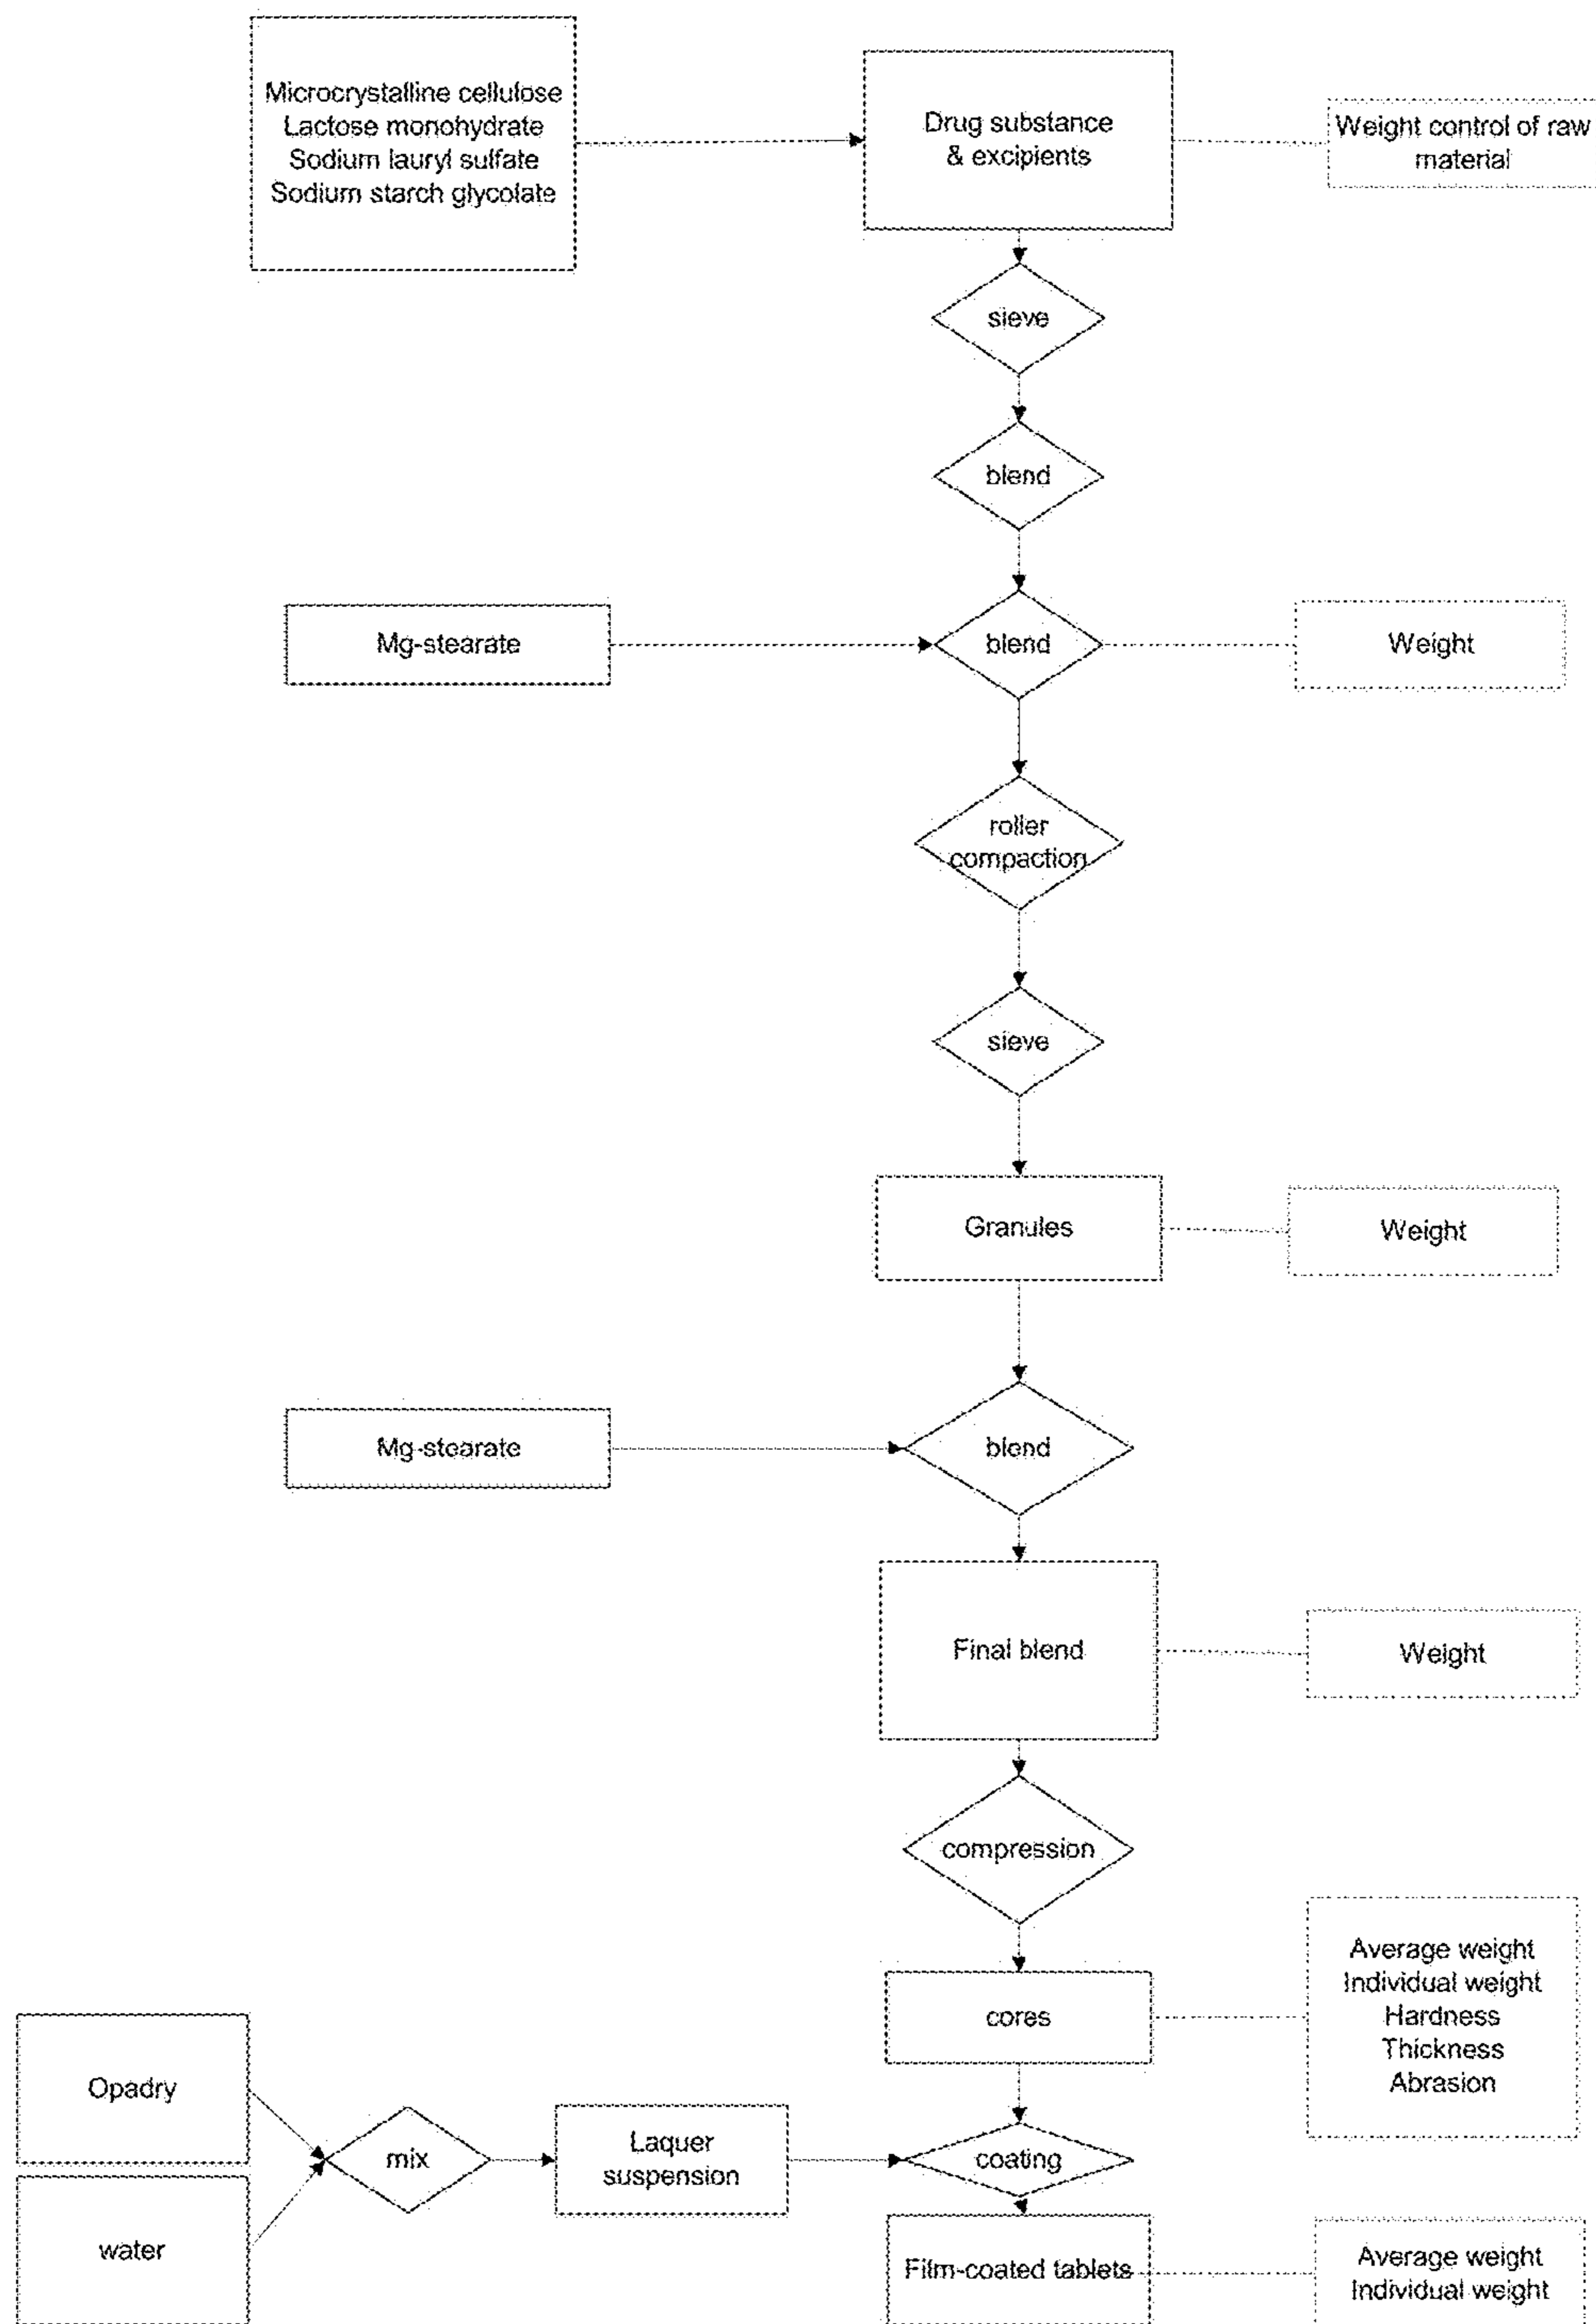 Microcrystalline cellulose
Lactose monohydrate
Sodium lauryl sulfate
Sodium starch glycolate
Drug substance
& excipients
Weight control of raw
material
sieve
blend
Mg-stearate
blend
Weight
roller
compaction
sieve
Granules
Weight
Mg-stearate
blend
Final blend
Weight
compression
cores
Average weight
Individual weight
Hardness
Thickness
Abrasion
Opadry
water
mix
Laquer
suspension
coating
Film-coated tablets
Average weight
Individual weight